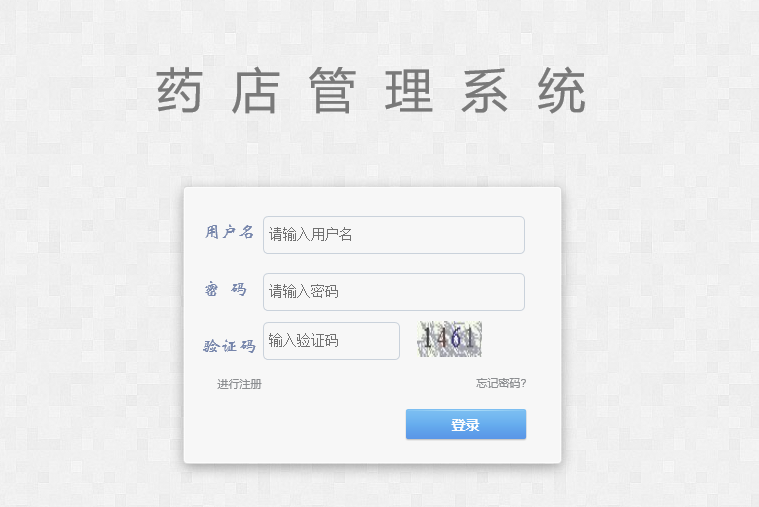 药店管理系统
用户名 请输入用户名
密 码 请输入密码
验证码 输入验证码 1461
进行注册 忘记密码?
登录